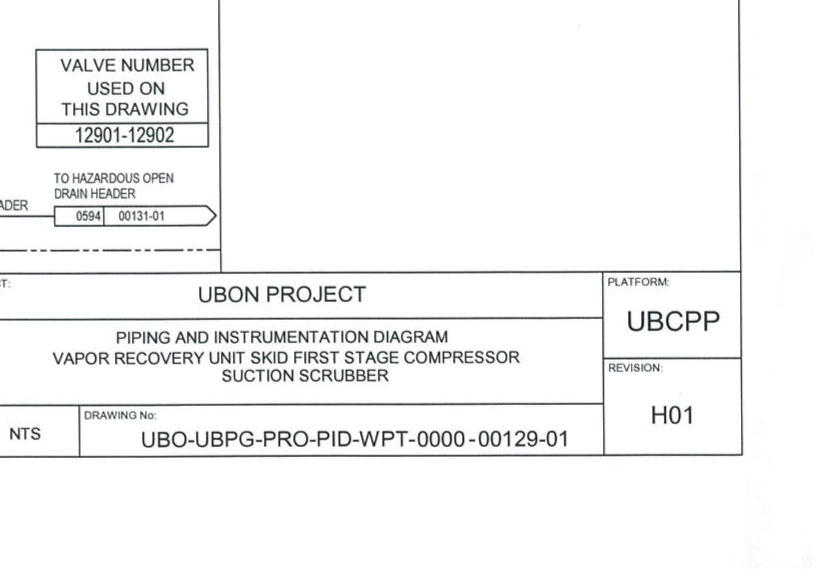 VALVE NUMBER
USED ON
THIS DRAWING
12901-12902
TO HAZARDOUS OPEN
DRAIN HEADER
ADER
0594 00131-01
T:
UBON PROJECT
PLATFORM:
UBCPP
PIPING AND INSTRUMENTATION DIAGRAM
VAPOR RECOVERY UNIT SKID FIRST STAGE COMPRESSOR
SUCTION SCRUBBER
REVISION:
H01
NTS
DRAWING No:
UBO-UBPG-PRO-PID-WPT-0000-00129-01